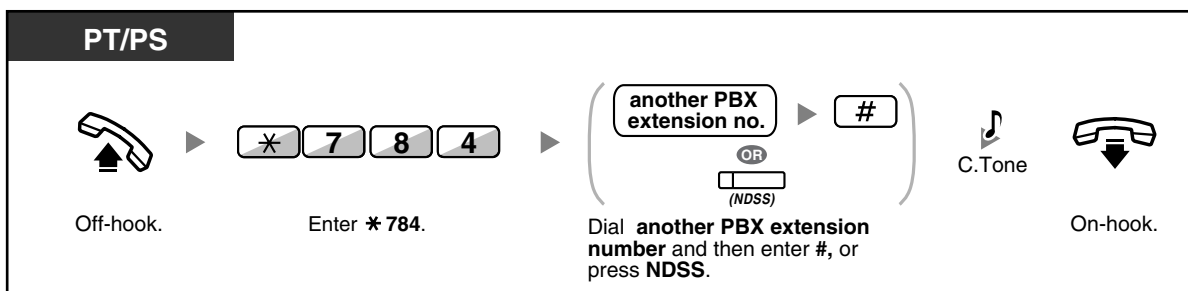 PT/PS
another PBX
extension no.
#
OR
(NDSS)
✳ 7 8 4
C.Tone
Off-hook.
Enter ✳ 784.
Dial another PBX extension
number and then enter #, or
press NDSS.
On-hook.